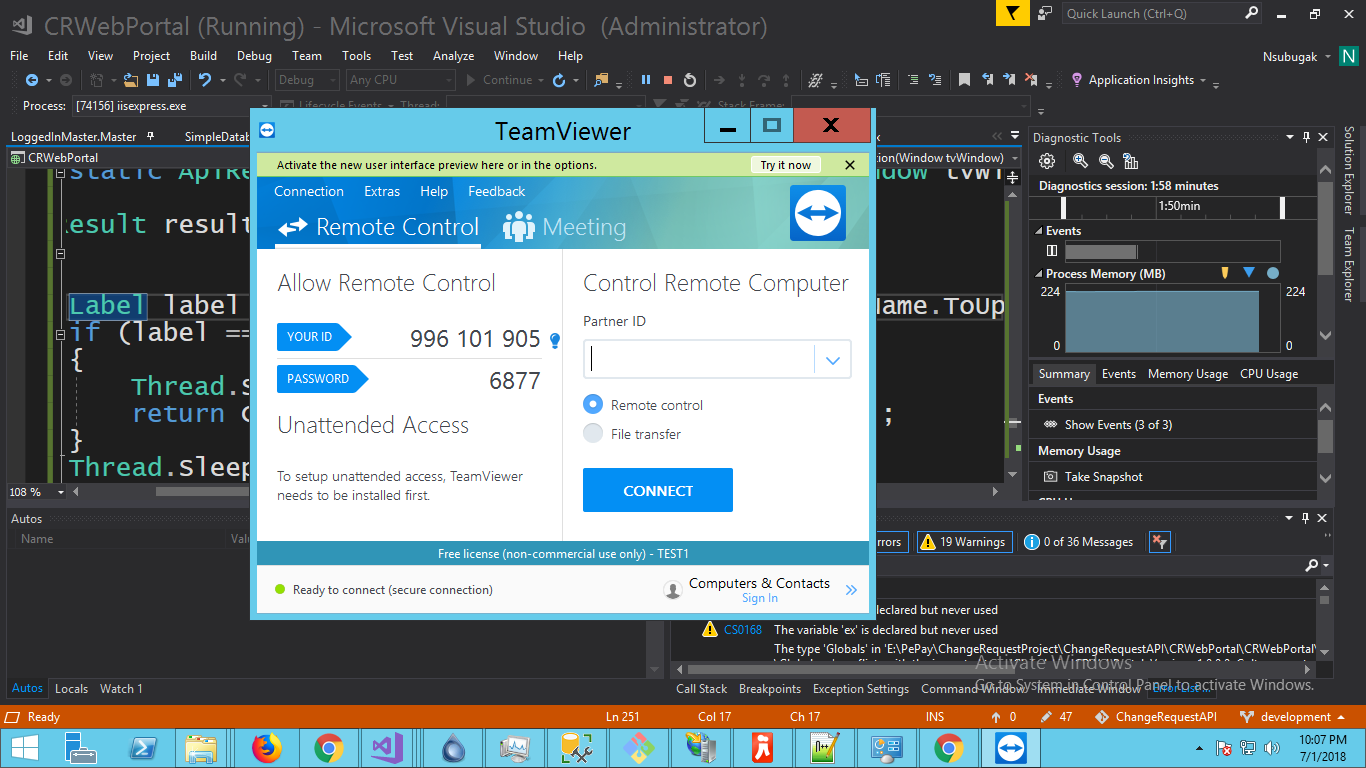 CRWebPortal (Running) - Microsoft Visual Studio (Administrator)
Quick Launch (Ctrl+Q)
File Edit View Project Build Debug Team Tools Test Analyze Window Help
Nsubugak N
Debug Any CPU Continue Application Insights
Process: [74156] iisexpress.exe Lifecycle Events Thread: Stack Frame:
LoggedInMaster.Master
CRWebPortal
(Window tvWindow)
static
esult result
Label label
ame.ToUp
if (label ==
{
Thread.S
return
;
}
Thread.Sleep
108 %
TeamViewer
Activate the new user interface preview here or in the options. Try it now
Connection Extras Help Feedback
Remote Control Meeting
Allow Remote Control
YOUR ID 996 101 905
PASSWORD 6877
Unattended Access
To setup unattended access, TeamViewer
needs to be installed first.
Control Remote Computer
Partner ID
Remote control
File transfer
CONNECT
Free license (non-commercial use only) - TEST1
Ready to connect (secure connection)
Computers & Contacts
Sign In
Diagnostic Tools
Diagnostics session: 1:58 minutes
1:50min
Events
Process Memory (MB)
224 224
0 0
Summary Events Memory Usage CPU Usage
Events
Show Events (3 of 3)
Memory Usage
Take Snapshot
Solution Explorer
Team Explorer
Autos
Name
Autos Locals Watch 1
19 Warnings 0 of 36 Messages
declared but never used
CS0168 The variable 'ex' is declared but never used
The type 'Globals' in 'E:\PePay\ChangeRequestProject\ChangeRequestAPI\CRWebPortal\CRWebPortal\
Call Stack Breakpoints Exception Settings Command Window Immediate Window Error List ...
Activate Windows
Go to System in Control Panel to activate Windows.
Ready Ln 251 Col 17 Ch 17 INS 0 47 ChangeRequestAPI development
10:07 PM
7/1/2018